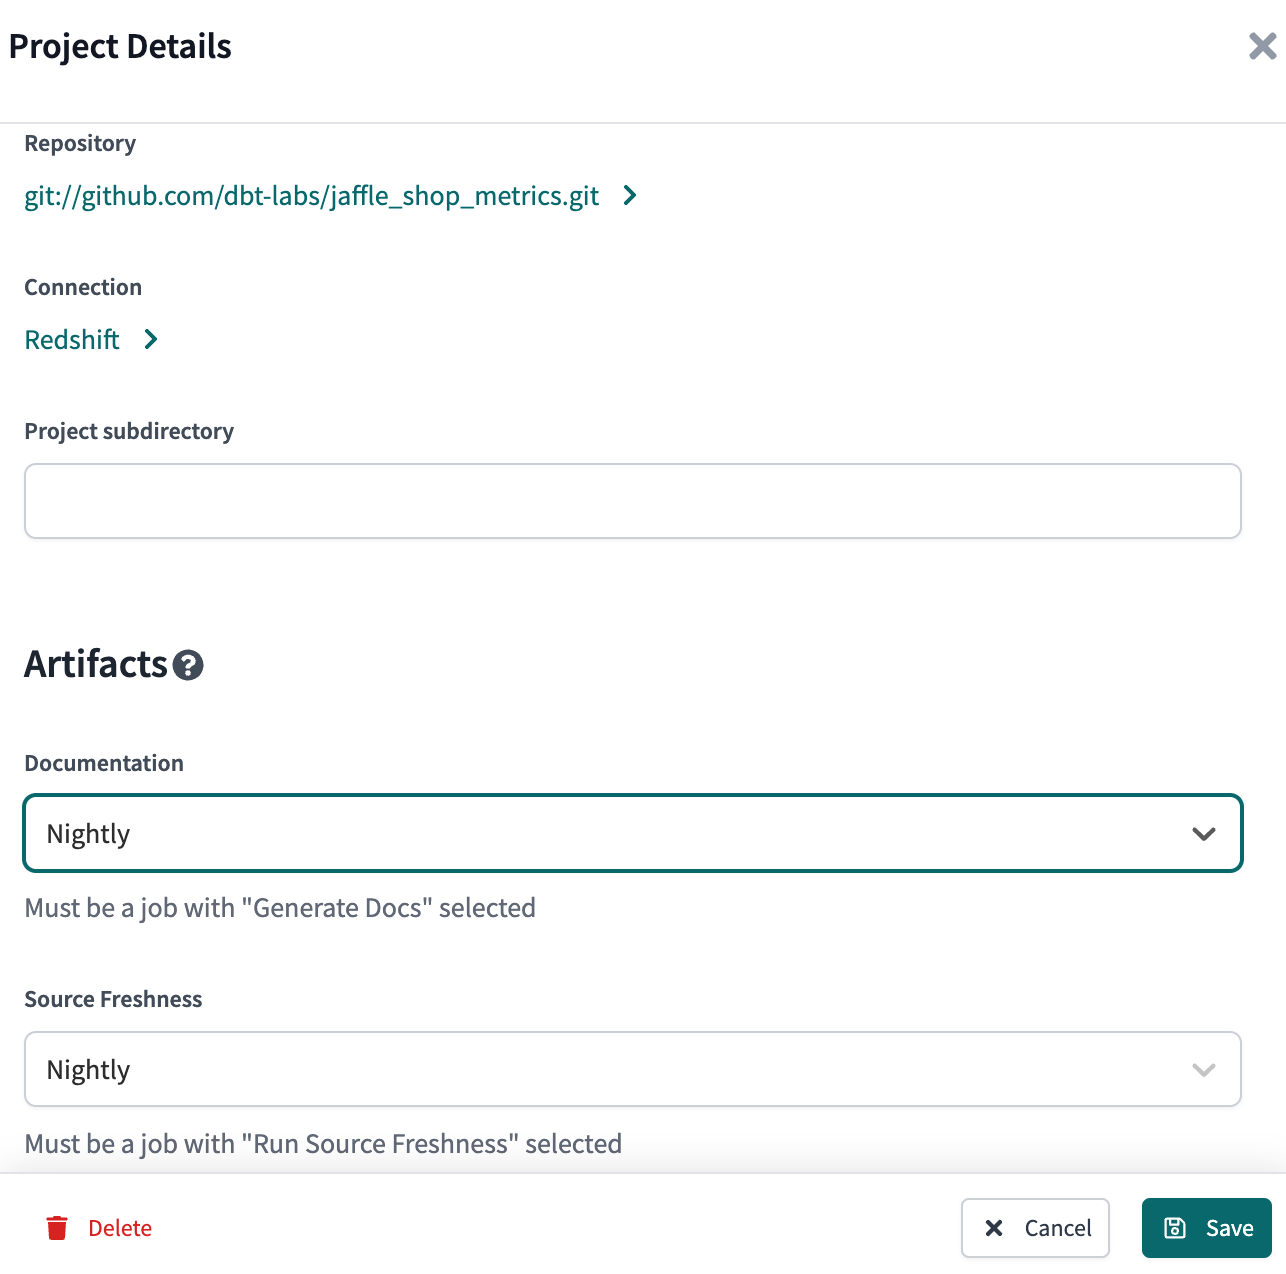 Project Details
Repository
git://github.com/dbt-labs/jaffle_shop_metrics.git
Connection
Redshift
Project subdirectory
Artifacts
Documentation
Nightly
Must be a job with "Generate Docs" selected
Source Freshness
Nightly
Must be a job with "Run Source Freshness" selected
Delete
Cancel
Save